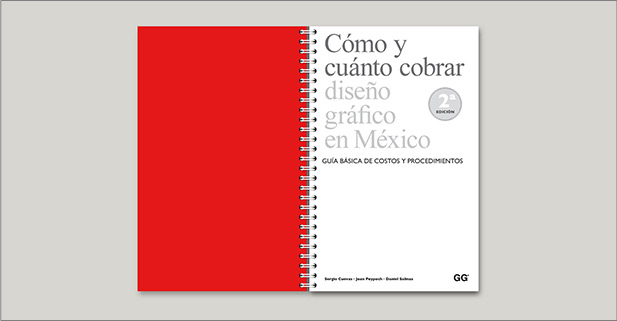 Cómo y
cuánto cobrar
diseño
gráfico
en México
2ª
EDICIÓN
GUÍA BÁSICA DE COSTOS Y PROCEDIMIENTOS
Sergio Cuevas · Joan Peypoch · Daniel Salinas
GG®